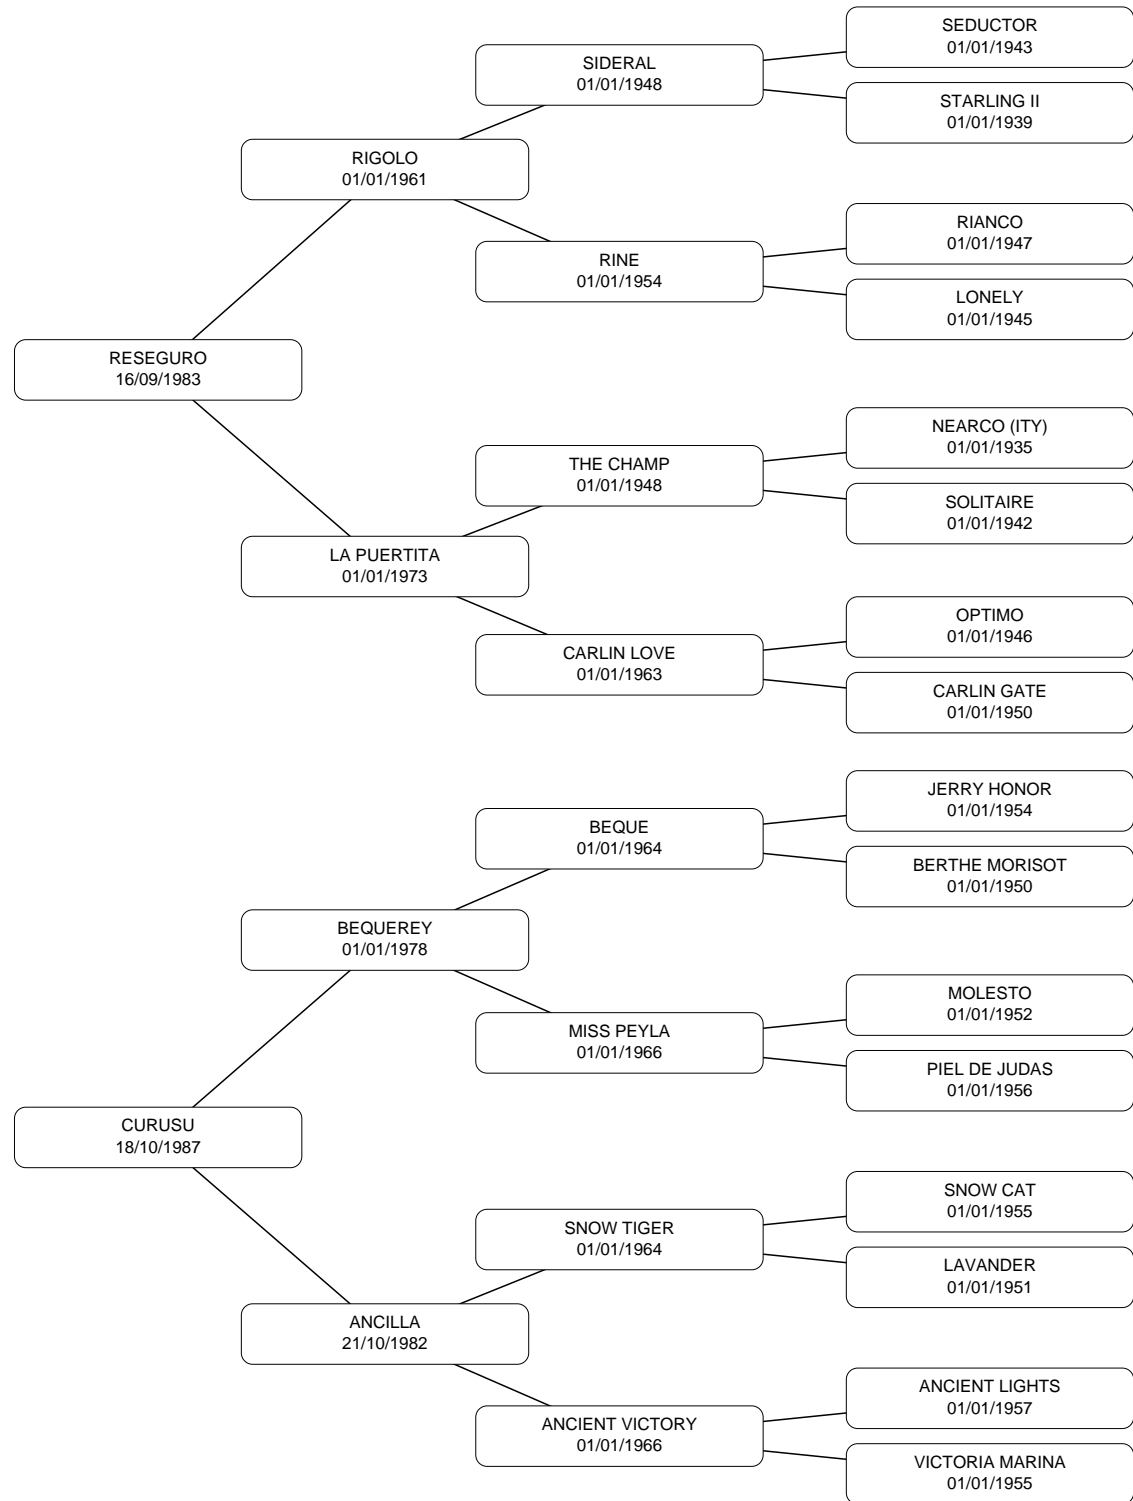 SEDUCTOR
01/01/1943
SIDERAL
01/01/1948
STARLING II
01/01/1939
RIGOLO
01/01/1961
RIANCO
01/01/1947
RINE
01/01/1954
LONELY
01/01/1945
RESEGURO
16/09/1983
NEARCO (ITY)
01/01/1935
THE CHAMP
01/01/1948
SOLITAIRE
01/01/1942
LA PUERTITA
01/01/1973
OPTIMO
01/01/1946
CARLIN LOVE
01/01/1963
CARLIN GATE
01/01/1950
JERRY HONOR
01/01/1954
BEQUE
01/01/1964
BERTHE MORISOT
01/01/1950
BEQUEREY
01/01/1978
MOLESTO
01/01/1952
MISS PEYLA
01/01/1966
PIEL DE JUDAS
01/01/1956
CURUSU
18/10/1987
SNOW CAT
01/01/1955
SNOW TIGER
01/01/1964
LAVANDER
01/01/1951
ANCILLA
21/10/1982
ANCIENT LIGHTS
01/01/1957
ANCIENT VICTORY
01/01/1966
VICTORIA MARINA
01/01/1955